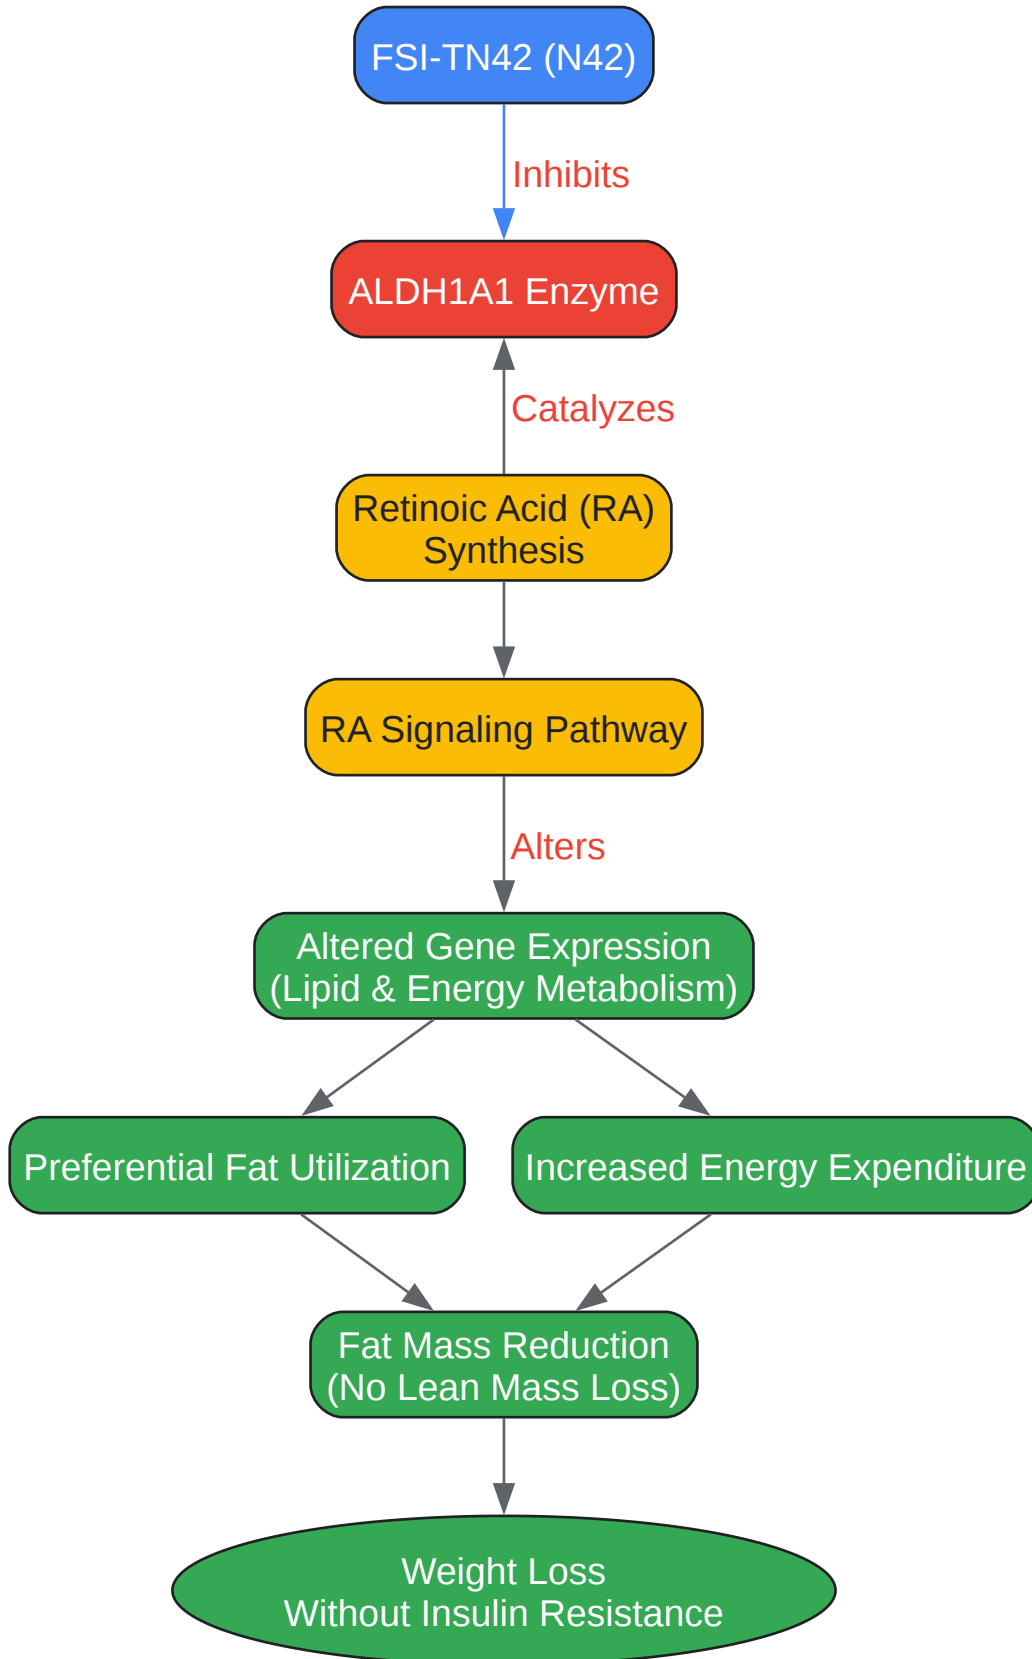 FSI-TN42 (N42)
Inhibits
ALDH1A1 Enzyme
Catalyzes
Retinoic Acid (RA)
Synthesis
RA Signaling Pathway
Alters
Altered Gene Expression
(Lipid & Energy Metabolism)
Preferential Fat Utilization
Increased Energy Expenditure
Fat Mass Reduction
(No Lean Mass Loss)
Weight Loss
Without Insulin Resistance